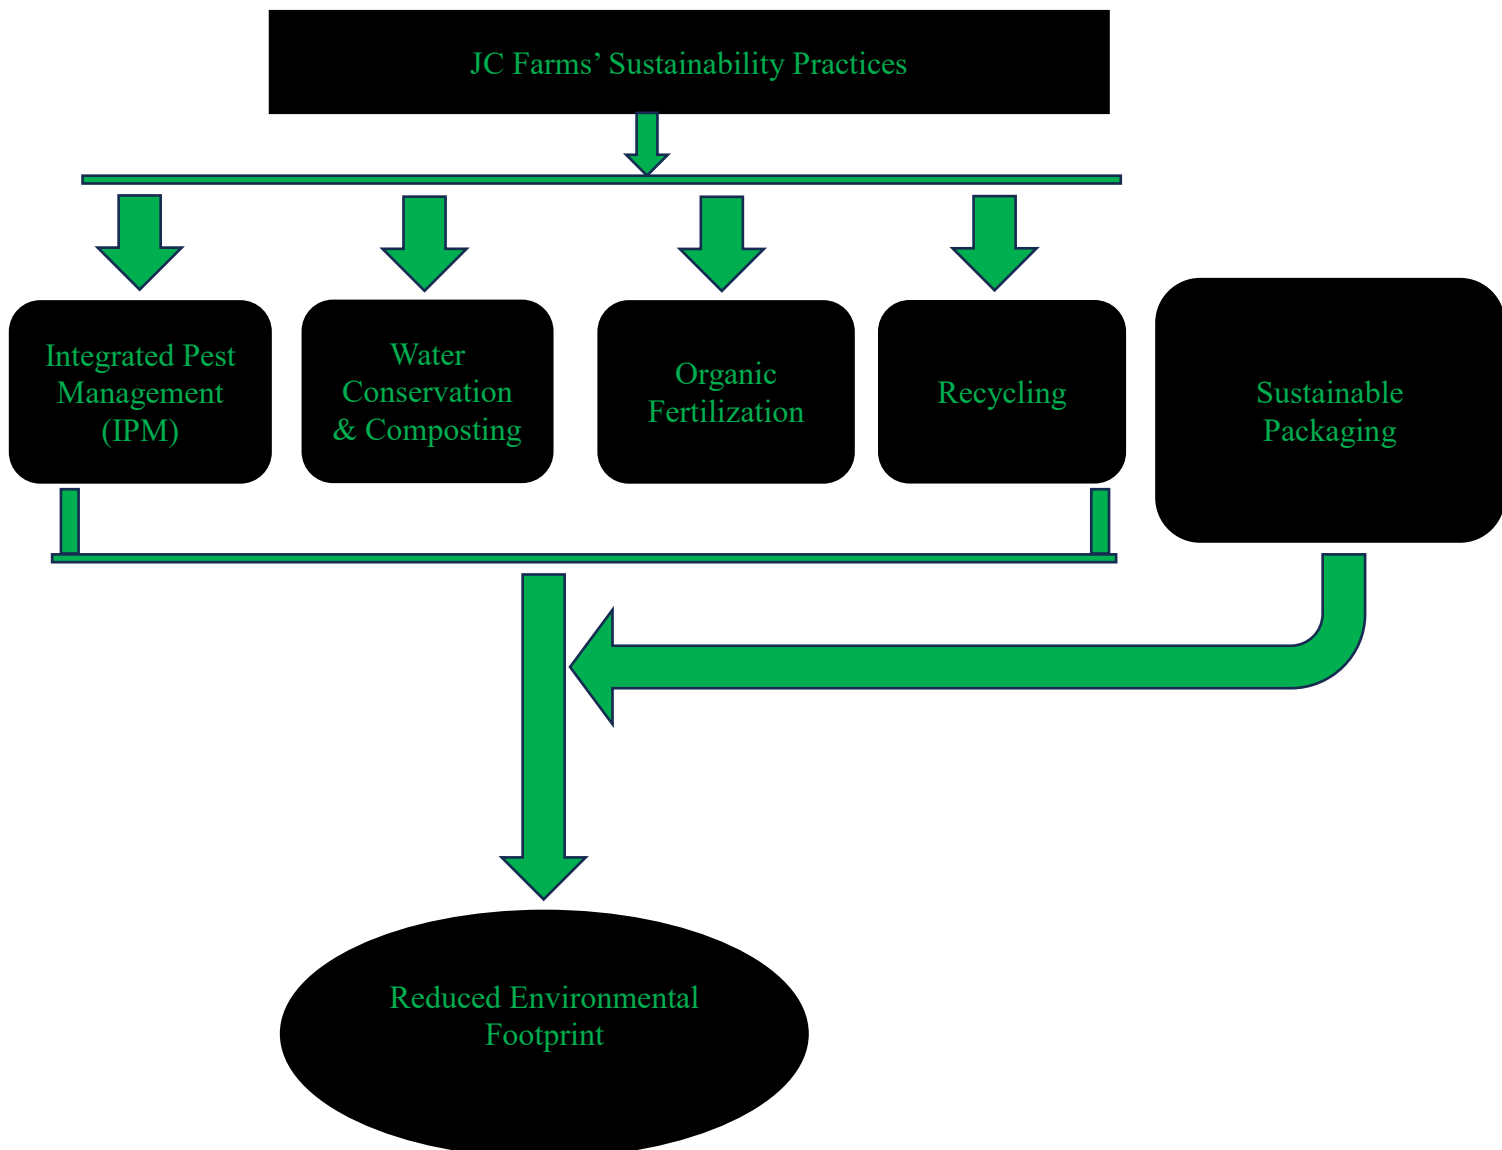 JC Farms’ Sustainability Practices
Integrated Pest
Management
(IPM)
Water
Conservation
& Composting
Organic
Fertilization
Recycling
Sustainable
Packaging
Reduced Environmental
Footprint